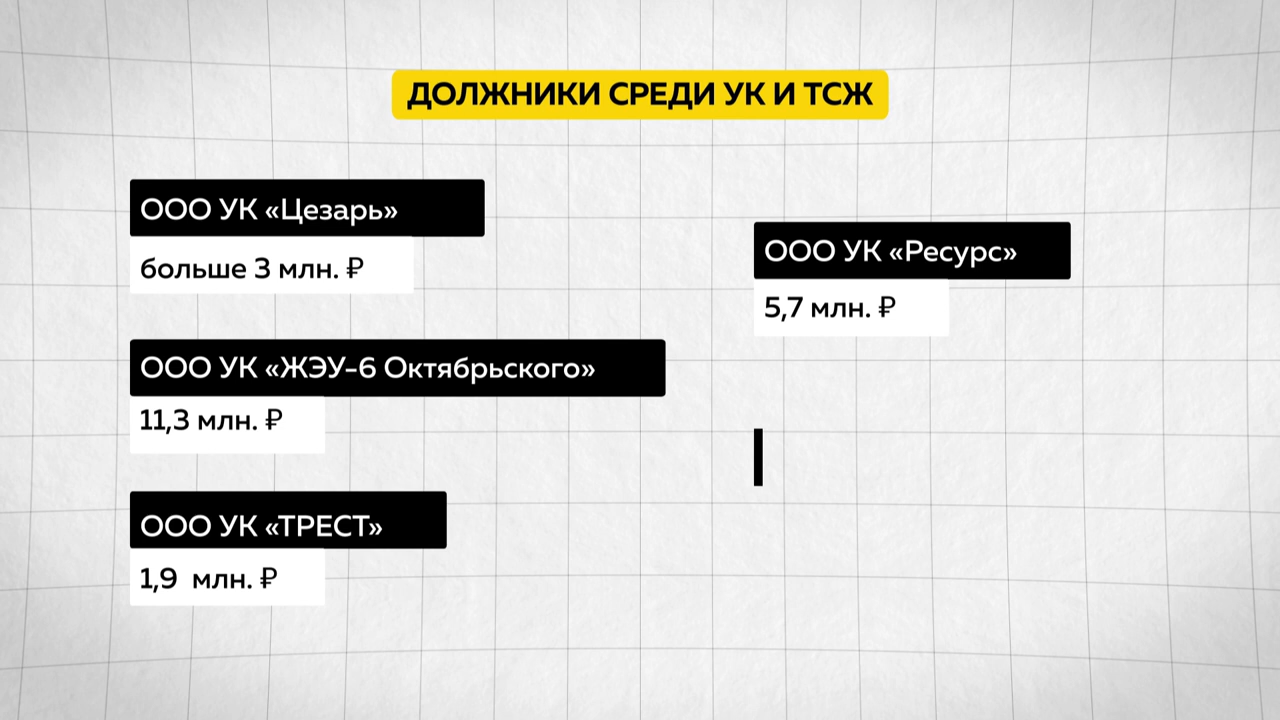 ДОЛЖНИКИ СРЕДИ УК И ТСЖ
ООО УК «Цезарь»
больше 3 млн. ₽
ООО УК «ЖЭУ-6 Октябрьского»
11,3 млн. ₽
ООО УК «ТРЕСТ»
1,9 млн. ₽
ООО УК «Ресурс»
5,7 млн. ₽